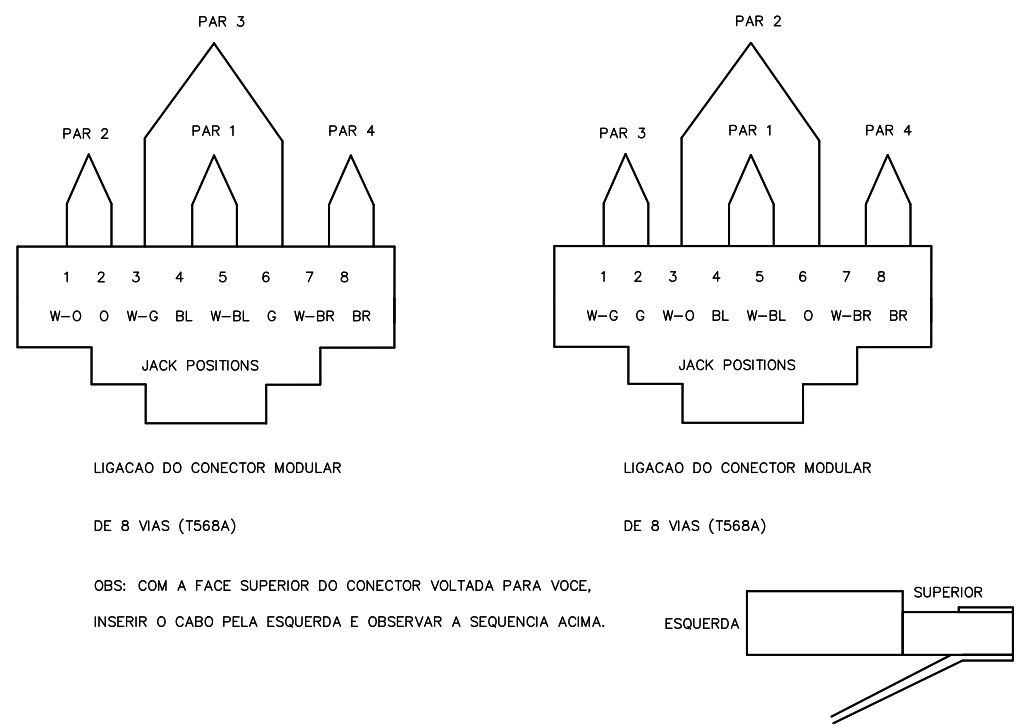 PAR 3
PAR 2
PAR 1
PAR 4
1 2 3 4 5 6 7 8
W-O O W-G BL W-BL G W-BR BR
JACK POSITIONS
LIGACAO DO CONECTOR MODULAR
DE 8 VIAS (T568A)
PAR 2
PAR 3
PAR 1
PAR 4
1 2 3 4 5 6 7 8
W-G G W-O BL W-BL O W-BR BR
JACK POSITIONS
LIGACAO DO CONECTOR MODULAR
DE 8 VIAS (T568A)
OBS: COM A FACE SUPERIOR DO CONECTOR VOLTADA PARA VOCE,
INSERIR O CABO PELA ESQUERDA E OBSERVAR A SEQUENCIA ACIMA.
SUPERIOR
ESQUERDA